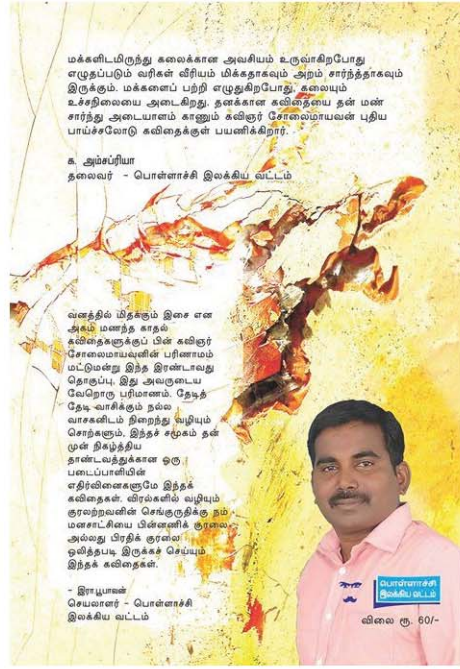 மக்களிடமிருந்து கலைக்கான அவசியம் உருவாகிறபோது
எழுதப்படும் வரிகள் வீரியம் மிக்கதாகவும் அறம் சார்ந்ததாகவும்
இருக்கும். மக்களைப் பற்றி எழுதுகிறபோது, கலையும்
உச்சநிலையை அடைகிறது. தனக்கான கவிதையை தன் மண்
சார்ந்து அடையாளம் காணும் கவிஞர் சோலைமாயவன் புதிய
பாய்ச்சலோடு கவிதைக்குள் பயணிக்கிறார்.
க. அம்சப்ரியா
தலைவர் - பொள்ளாச்சி இலக்கிய வட்டம்
வனத்தில் மிதக்கும் இசை என
அகம் மணந்த காதல்
கவிதைகளுக்குப் பின் கவிஞர்
சோலைமாயவனின் பரிணாமம்
மட்டுமன்று இந்த இரண்டாவது
தொகுப்பு. இது அவருடைய
வேறொரு பரிமாணம். தேடித்
தேடி வாசிக்கும் நல்ல
வாசகனிடம் நிறைந்து வழியும்
சொற்களும், இந்தச் சமூகம் தன்
முன் நிகழ்த்திய
தாண்டவத்துக்கான ஒரு
படைப்பாளியின்
எதிர்வினைகளுமே இந்தக்
கவிதைகள். விரல்களில் வழியும்
குரலற்றவனின் செங்குருதிக்கு நம்
மனசாட்சியை பின்னணிக் குரலை
அல்லது பிரதிக் குரலை
ஒலித்தபடி இருக்கச் செய்யும்
இந்தக் கவிதைகள்.
- இரா.பூபாலன்
செயலாளர் - பொள்ளாச்சி
இலக்கிய வட்டம்
பொள்ளாச்சி
இலக்கிய வட்டம்
விலை ரூ. 60/-